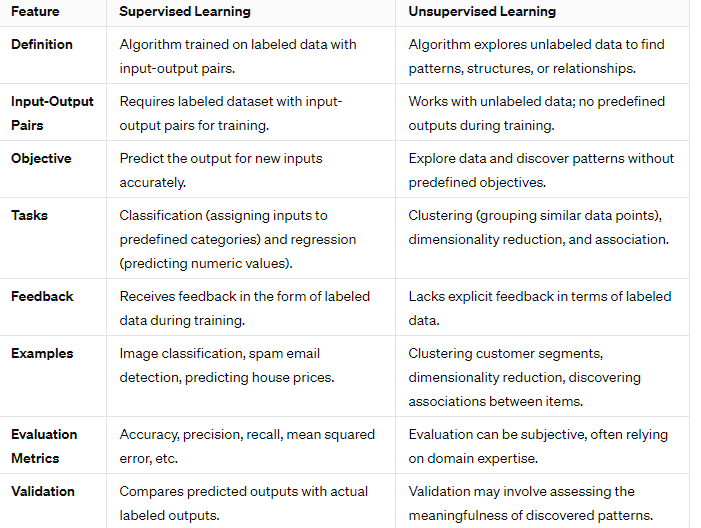 Feature Supervised Learning Unsupervised Learning
Definition Algorithm trained on labeled data with input-output pairs. Algorithm explores unlabeled data to find patterns, structures, or relationships.
Input-Output Pairs Requires labeled dataset with input-output pairs for training. Works with unlabeled data; no predefined outputs during training.
Objective Predict the output for new inputs accurately. Explore data and discover patterns without predefined objectives.
Tasks Classification (assigning inputs to predefined categories) and regression (predicting numeric values). Clustering (grouping similar data points), dimensionality reduction, and association.
Feedback Receives feedback in the form of labeled data during training. Lacks explicit feedback in terms of labeled data.
Examples Image classification, spam email detection, predicting house prices. Clustering customer segments, dimensionality reduction, discovering associations between items.
Evaluation Metrics Accuracy, precision, recall, mean squared error, etc. Evaluation can be subjective, often relying on domain expertise.
Validation Compares predicted outputs with actual labeled outputs. Validation may involve assessing the meaningfulness of discovered patterns.